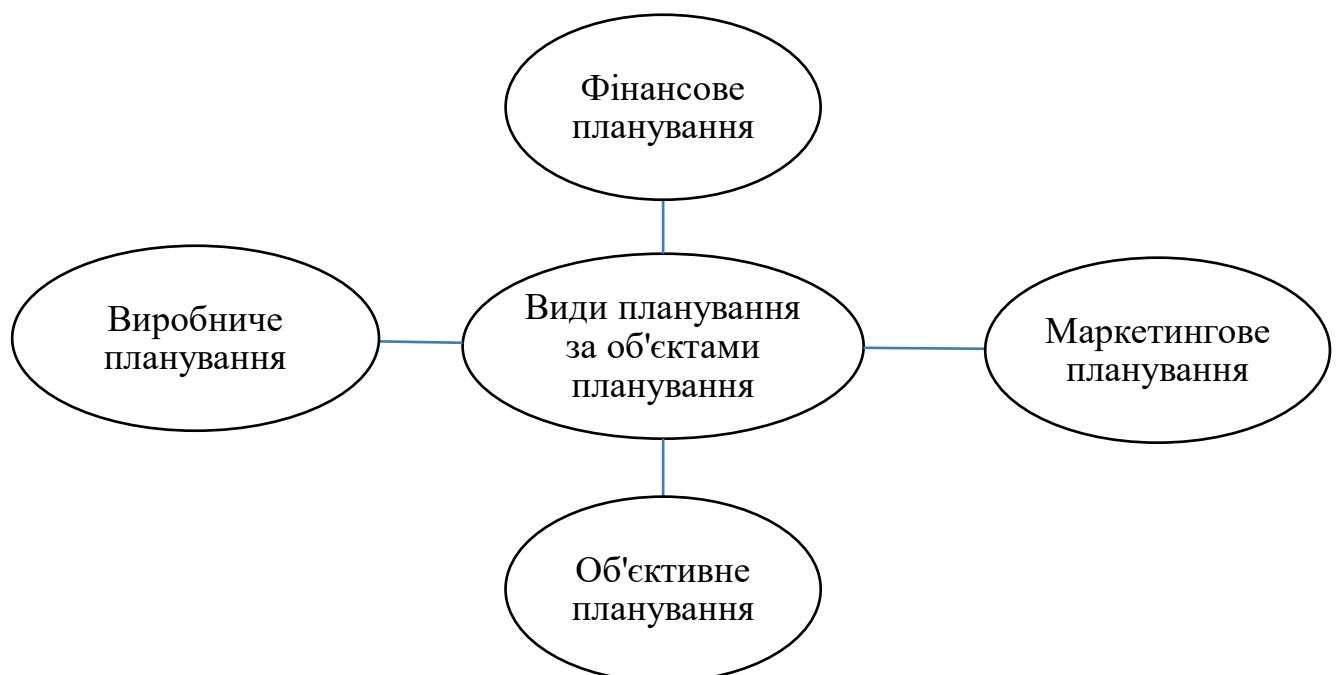 Фінансове
планування
Виробниче
планування
Види планування
за об'єктами
планування
Маркетингове
планування
Об'єктивне
планування